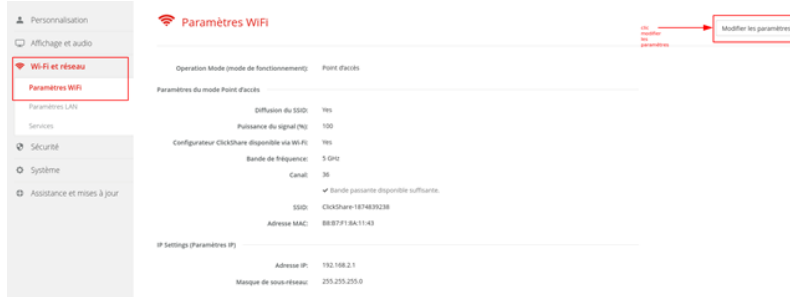 Personnalisation
Affichage et audio
Wi-Fi et réseau
Paramètres WiFi
Paramètres LAN
Services
Sécurité
Système
Assistance et mises à jour
Paramètres WiFi
clic
modifier
les
paramètres
Modifier les paramètres
Operation Mode (mode de fonctionnement): Point d'accès
Paramètres du mode Point d'accès
Diffusion du SSID: Yes
Puissance du signal (%): 100
Configurateur ClickShare disponible via Wi-Fi: Yes
Bande de fréquence: 5 GHz
Canal: 36
Bande passante disponible suffisante.
SSID: ClickShare-1874839238
Adresse MAC: B8:B7:F1:8A:11:43
IP Settings (Paramètres IP)
Adresse IP: 192.168.2.1
Masque de sous-réseau: 255.255.255.0